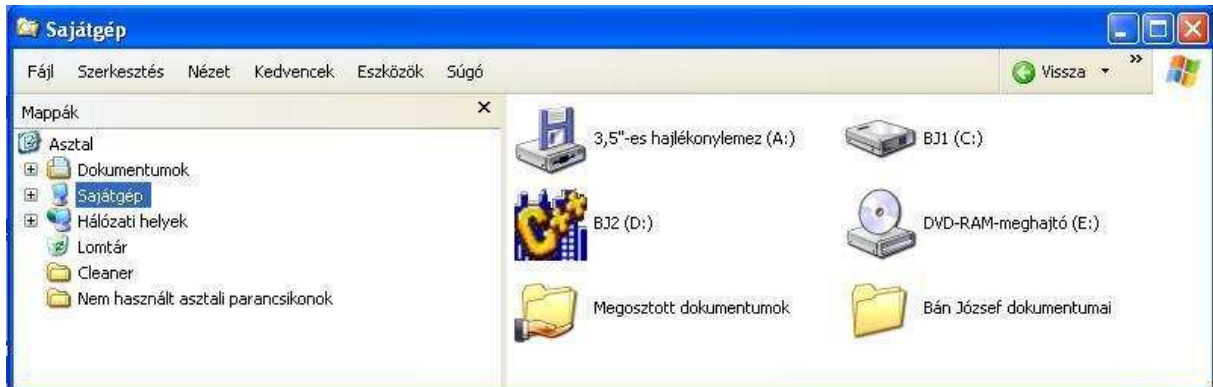 Sajátgép
Fájl Szerkesztés Nézet Kedvencek Eszközök Súgó Vissza »
Mappák
Asztal
Dokumentumok
Sajátgép
Hálózati helyek
Lomtár
Cleaner
Nem használt asztali parancsikonok
3,5"-es hajlékonylemez (A:)
BJ1 (C:)
BJ2 (D:)
DVD-RAM-meghajtó (E:)
Megosztott dokumentumok
Bán József dokumentumai